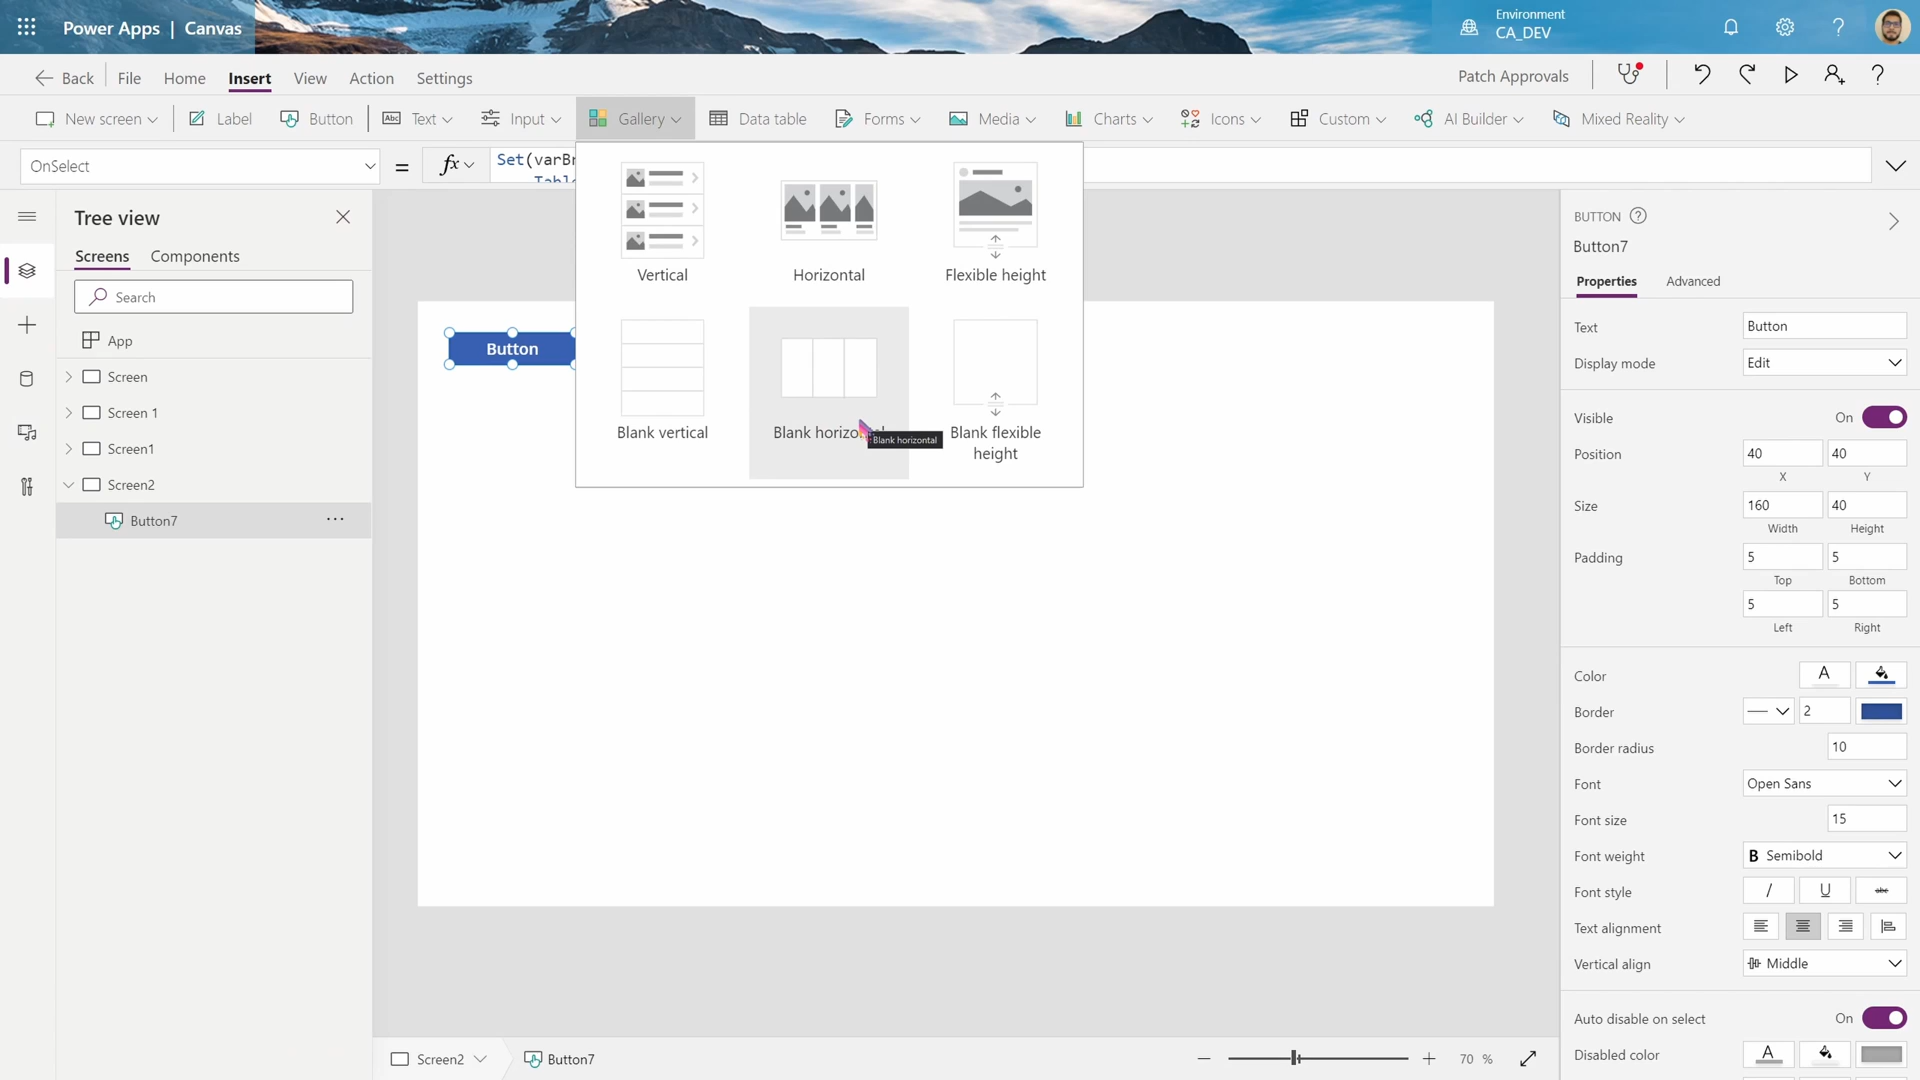 Power Apps | Canvas
Environment
CA_DEV
Back File Home Insert View Action Settings
Patch Approvals
New screen Label Button Text Input Gallery Data table Forms Media Charts Icons Custom AI Builder Mixed Reality
OnSelect = fx Set(varBr
Table
Tree view
Screens Components
Search
App
Screen
Screen 1
Screen1
Screen2
Button7
Vertical
Horizontal
Flexible height
Blank vertical
Blank horizontal
Blank horizontal
Blank flexible
height
Button
BUTTON
Button7
Properties Advanced
Text Button
Display mode Edit
Visible On
Position 40 40
X Y
Size 160 40
Width Height
Padding 5 5
Top Bottom
5 5
Left Right
Color A
Border 2
Border radius 10
Font Open Sans
Font size 15
Font weight B Semibold
Font style / U abc
Text alignment
Vertical align Middle
Auto disable on select On
Disabled color A
Screen2 Button7
70 %